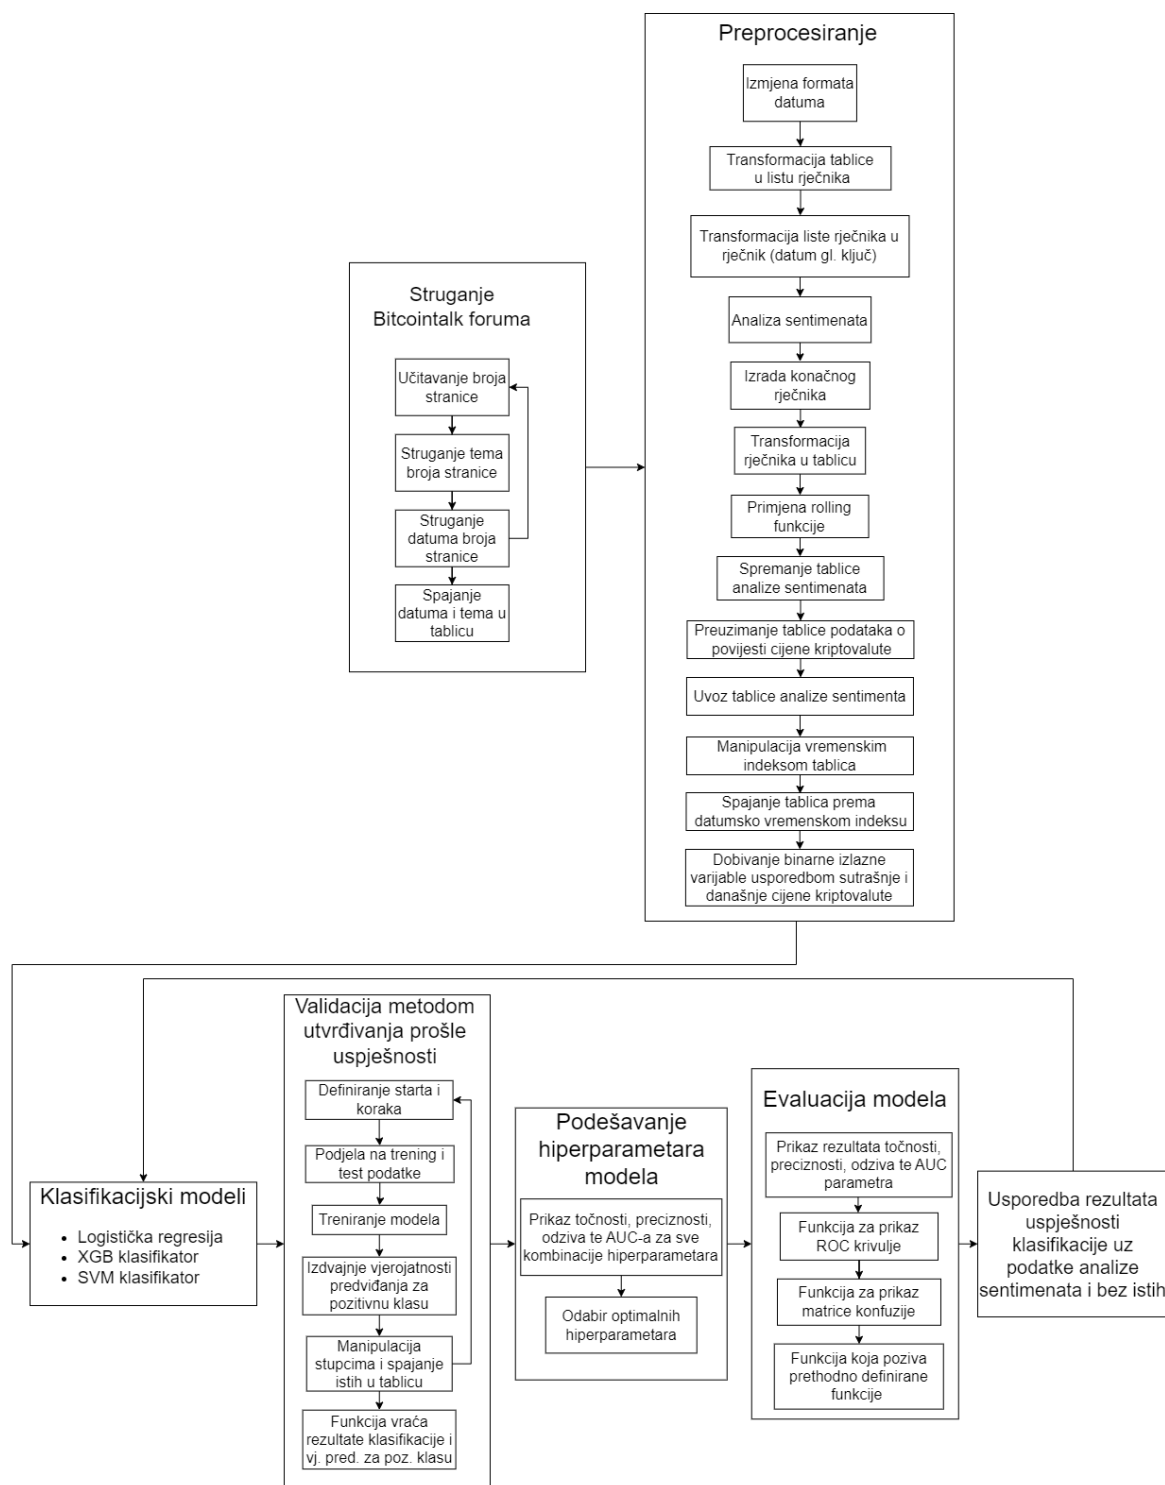 Struganje
Bitcointalk foruma
Učitavanje broja
stranice
Struganje tema
broja stranice
Struganje
datuma broja
stranice
Spajanje
datuma i tema u
tablicu
Preprocesiranje
Izmjena formata
datuma
Transformacija tablice
u listu rječnika
Transformacija liste rječnika u
rječnik (datum gl. ključ)
Analiza sentimenata
Izrada konačnog
rječnika
Transformacija
rječnika u tablicu
Primjena rolling
funkcije
Spremanje tablice
analize sentimenata
Preuzimanje tablice podataka o
povijesti cijene kriptovalute
Uvoz tablice analize sentimenta
Manipulacija vremenskim
indeksom tablica
Spajanje tablica prema
datumsko vremenskom indeksu
Dobivanje binarne izlazne
varijable usporedbom sutrašnje i
današnje cijene kriptovalute
Klasifikacijski modeli
• Logistička regresija
• XGB klasifikator
• SVM klasifikator
Validacija metodom
utvrđivanja prošle
uspješnosti
Definiranje starta i
koraka
Podjela na trening i
test podatke
Treniranje modela
Izdvajnje vjerojatnosti
predviđanja za
pozitivnu klasu
Manipulacija
stupcima i spajanje
istih u tablicu
Funkcija vraća
rezultate klasifikacije i
vj. pred. za poz. klasu
Podešavanje
hiperparametara
modela
Prikaz točnosti, preciznosti,
odziva te AUC-a za sve
kombinacije hiperparametara
Odabir optimalnih
hiperparametara
Evaluacija modela
Prikaz rezultata točnosti,
preciznosti, odziva te AUC
parametra
Funkcija za prikaz
ROC krivulje
Funkcija za prikaz
matrice konfuzije
Funkcija koja poziva
prethodno definirane
funkcije
Usporedba rezultata
uspješnosti
klasifikacije uz
podatke analize
sentimenata i bez istih